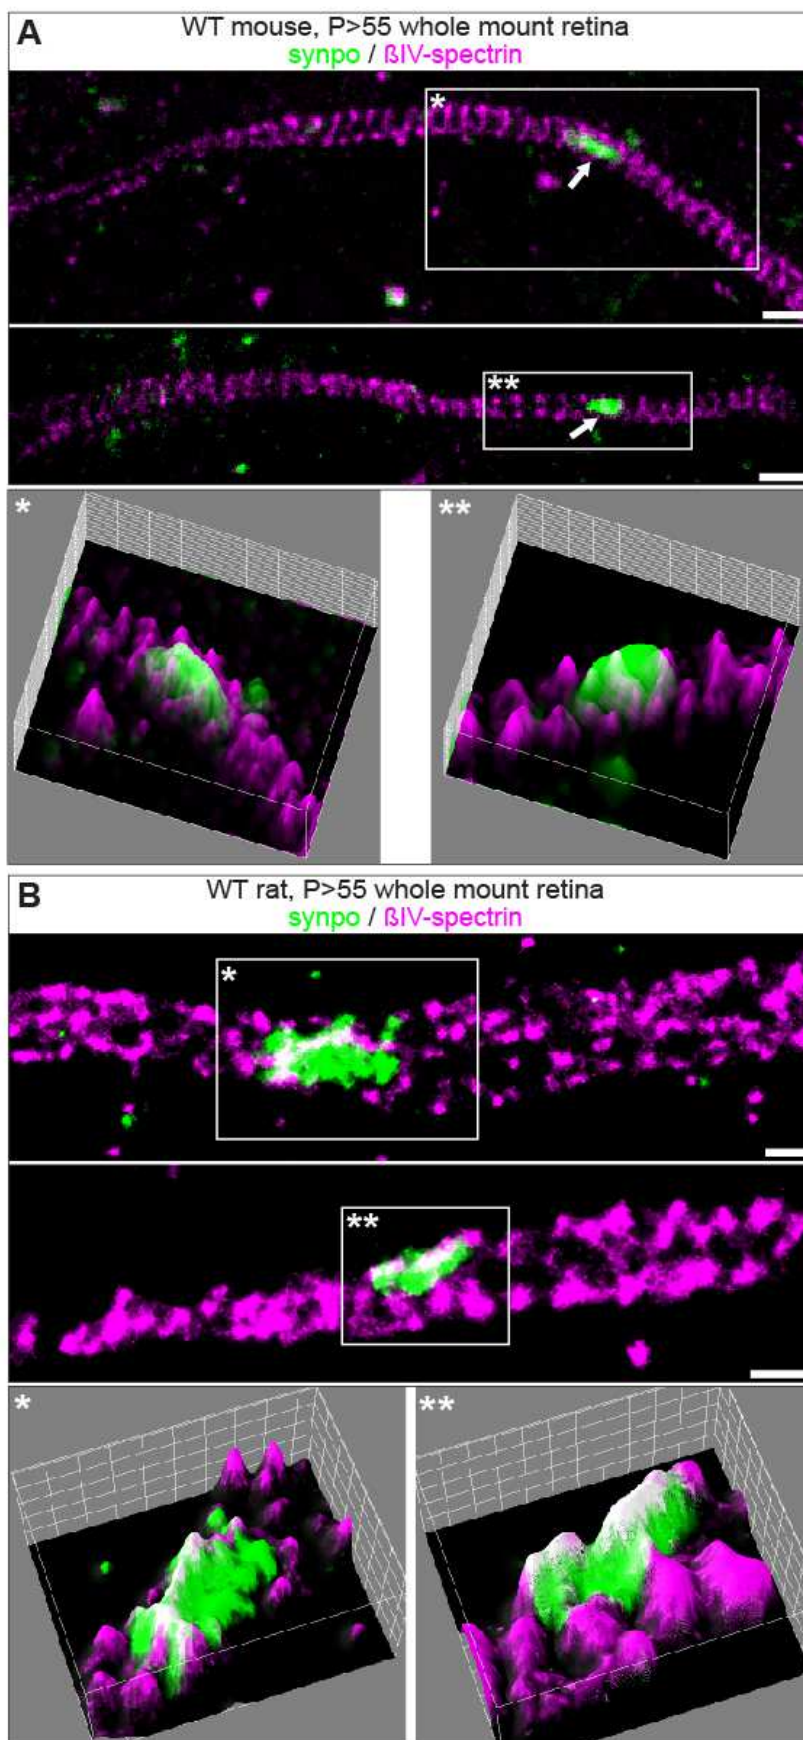 A
WT mouse, P>55 whole mount retina
synpo / ßIV-spectrin
*
**
*
**
B
WT rat, P>55 whole mount retina
synpo / ßIV-spectrin
*
**
*
**